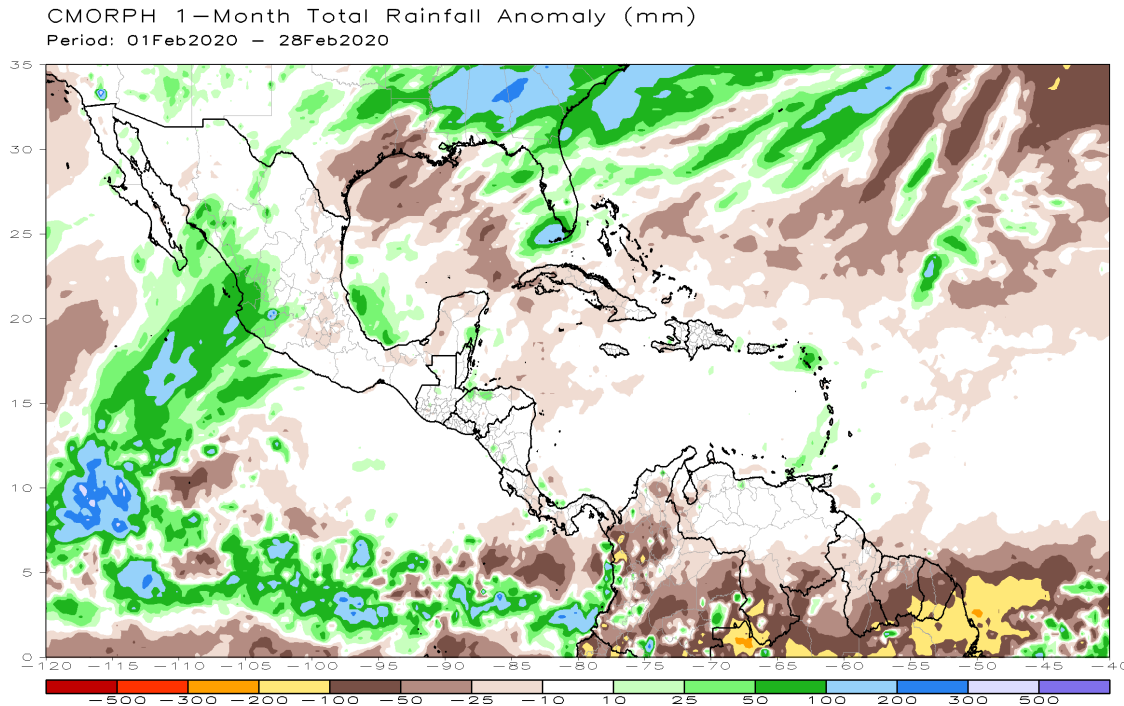 CMORPH 1-Month Total Rainfall Anomaly (mm)
Period: 01Feb2020 - 28Feb2020
35
30
25
20
15
10
5
0
-120 -115 -110 -105 -100 -95 -90 -85 -80 -75 -70 -65 -60 -55 -50 -45 -40
-500 -300 -200 -100 -50 -25 -10 10 25 50 100 200 300 500